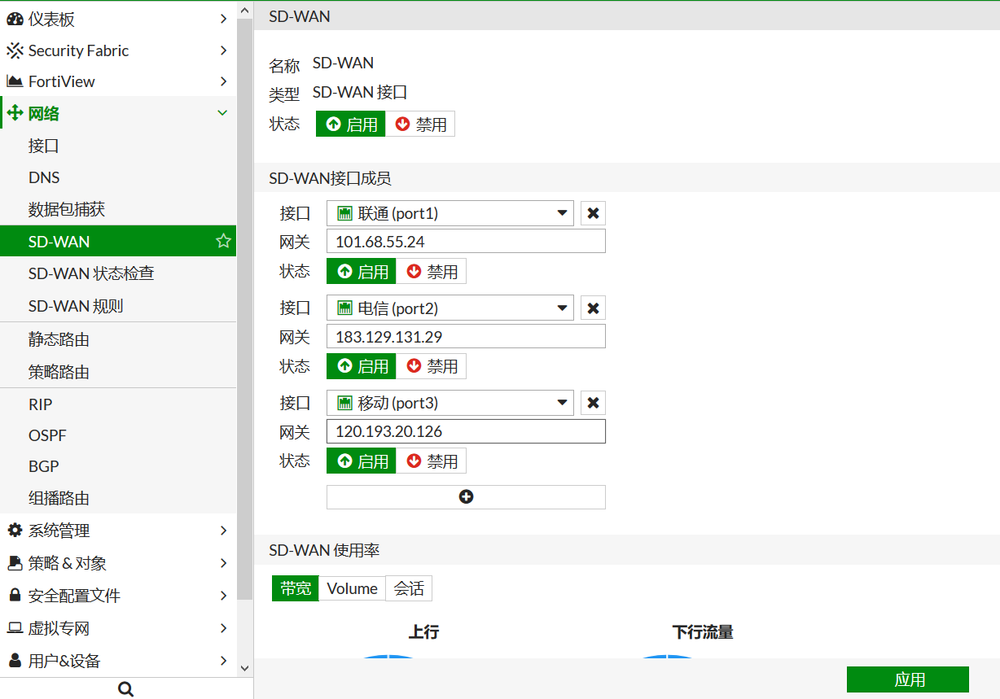 仪表板
Security Fabric
FortiView
网络
接口
DNS
数据包捕获
SD-WAN
SD-WAN 状态检查
SD-WAN 规则
静态路由
策略路由
RIP
OSPF
BGP
组播路由
系统管理
策略 & 对象
安全配置文件
虚拟专网
用户&设备
SD-WAN
名称 SD-WAN
类型 SD-WAN 接口
状态 启用 禁用
SD-WAN接口成员
接口 联通 (port1)
网关 101.68.55.24
状态 启用 禁用
接口 电信 (port2)
网关 183.129.131.29
状态 启用 禁用
接口 移动 (port3)
网关 120.193.20.126
状态 启用 禁用
SD-WAN 使用率
带宽 Volume 会话
上行 下行流量
应用